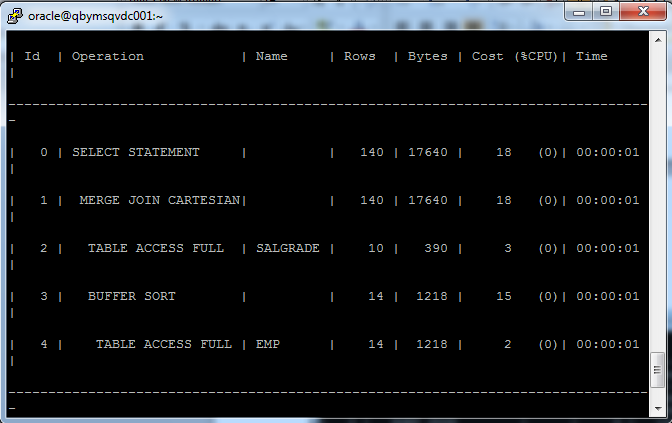 oracle@qbymsqvdc001:~
| Id  | Operation            | Name     | Rows  | Bytes | Cost (%CPU)| Time
|
--------------------------------------------------------------------------------
-
|   0 | SELECT STATEMENT     |          |   140 | 17640 |    18   (0)| 00:00:01
|
|   1 |  MERGE JOIN CARTESIAN|          |   140 | 17640 |    18   (0)| 00:00:01
|
|   2 |   TABLE ACCESS FULL  | SALGRADE |    10 |   390 |     3   (0)| 00:00:01
|
|   3 |   BUFFER SORT        |          |    14 |  1218 |    15   (0)| 00:00:01
|
|   4 |    TABLE ACCESS FULL | EMP      |    14 |  1218 |     2   (0)| 00:00:01
|
--------------------------------------------------------------------------------
-